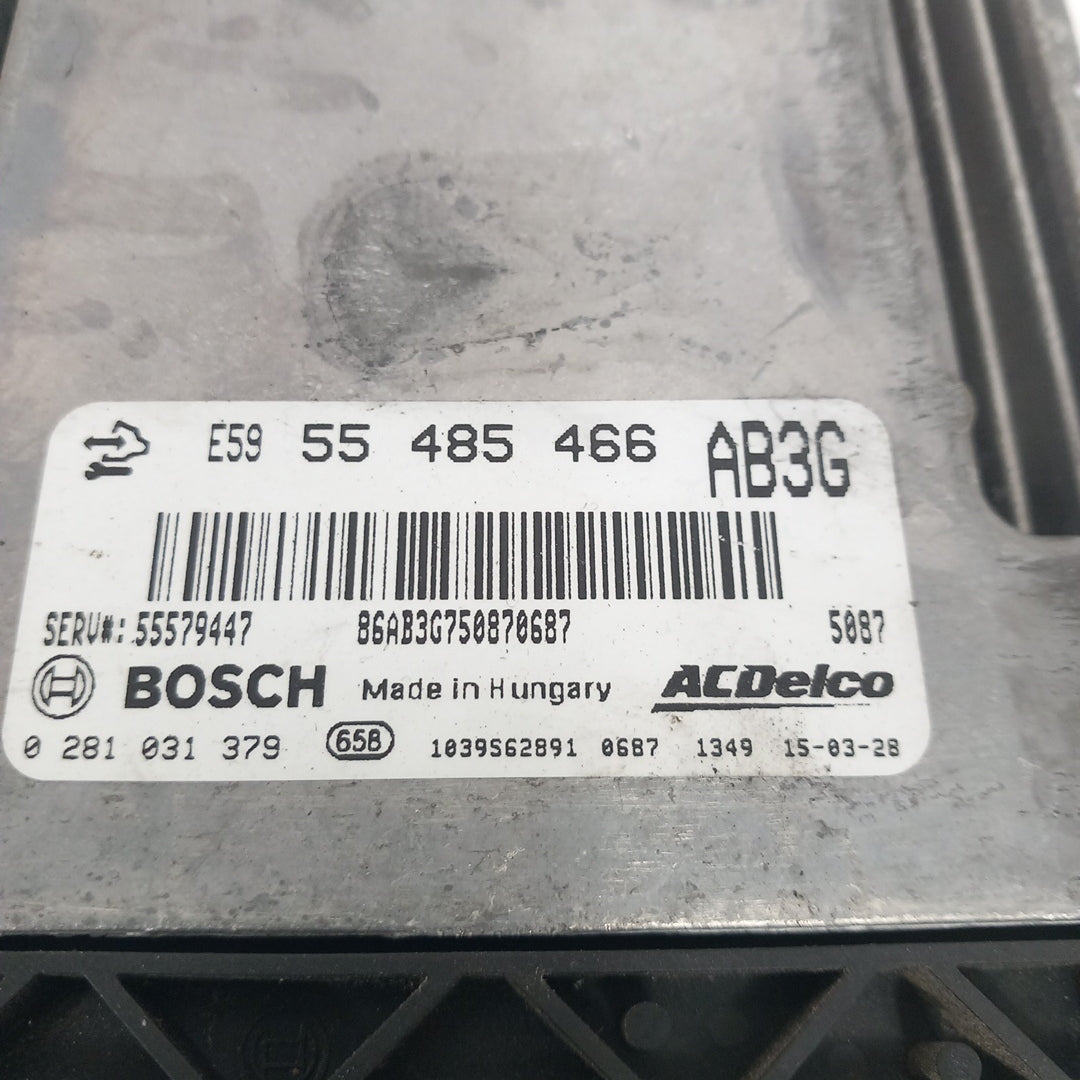 E59 55 485 466 AB3G
SERV#: 55579447 86AB3G750870687 5087
BOSCH Made in Hungary ACDelco
0 281 031 379 658 1039S62891 0687 1349 15-03-28